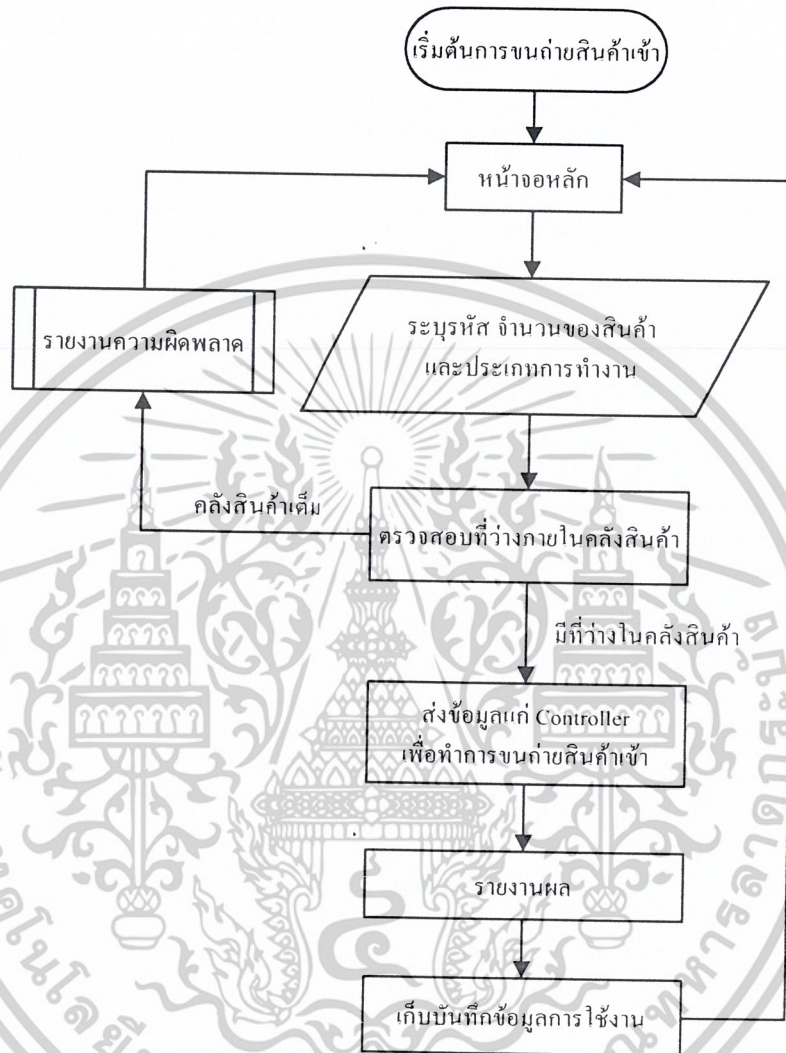 เริ่มต้นการขนถ่ายสินค้าเข้า
หน้าจอหลัก
รายงานความผิดพลาด
ระบุรหัส จำนวนของสินค้า
และประเภทการทำงาน
คลังสินค้าเต็ม
ตรวจสอบที่ว่างภายในคลังสินค้า
มีที่ว่างในคลังสินค้า
ส่งข้อมูลแก่ Controller
เพื่อทำการขนถ่ายสินค้าเข้า
รายงานผล
เก็บบันทึกข้อมูลการใช้งาน